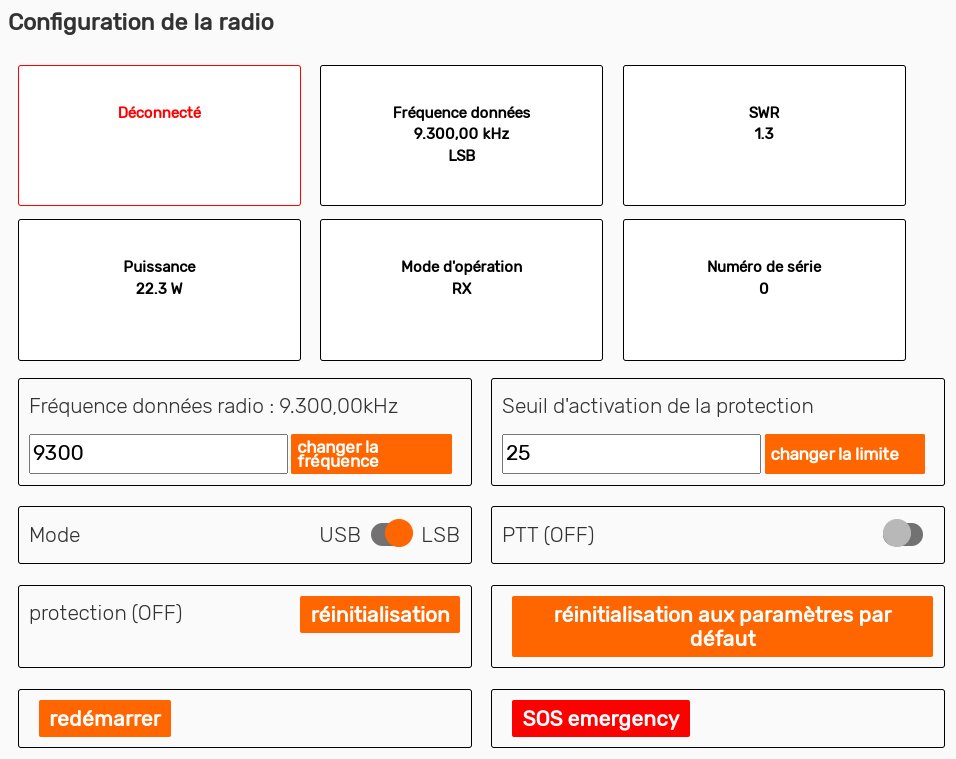 Configuration de la radio
Déconnecté
Fréquence données
9.300,00 kHz
LSB
SWR
1.3
Puissance
22.3 W
Mode d'opération
RX
Numéro de série
0
Fréquence données radio : 9.300,00kHz
9300
changer la
fréquence
Seuil d'activation de la protection
25
changer la limite
Mode
USB
LSB
PTT (OFF)
protection (OFF)
réinitialisation
réinitialisation aux paramètres par
défaut
redémarrer
SOS emergency